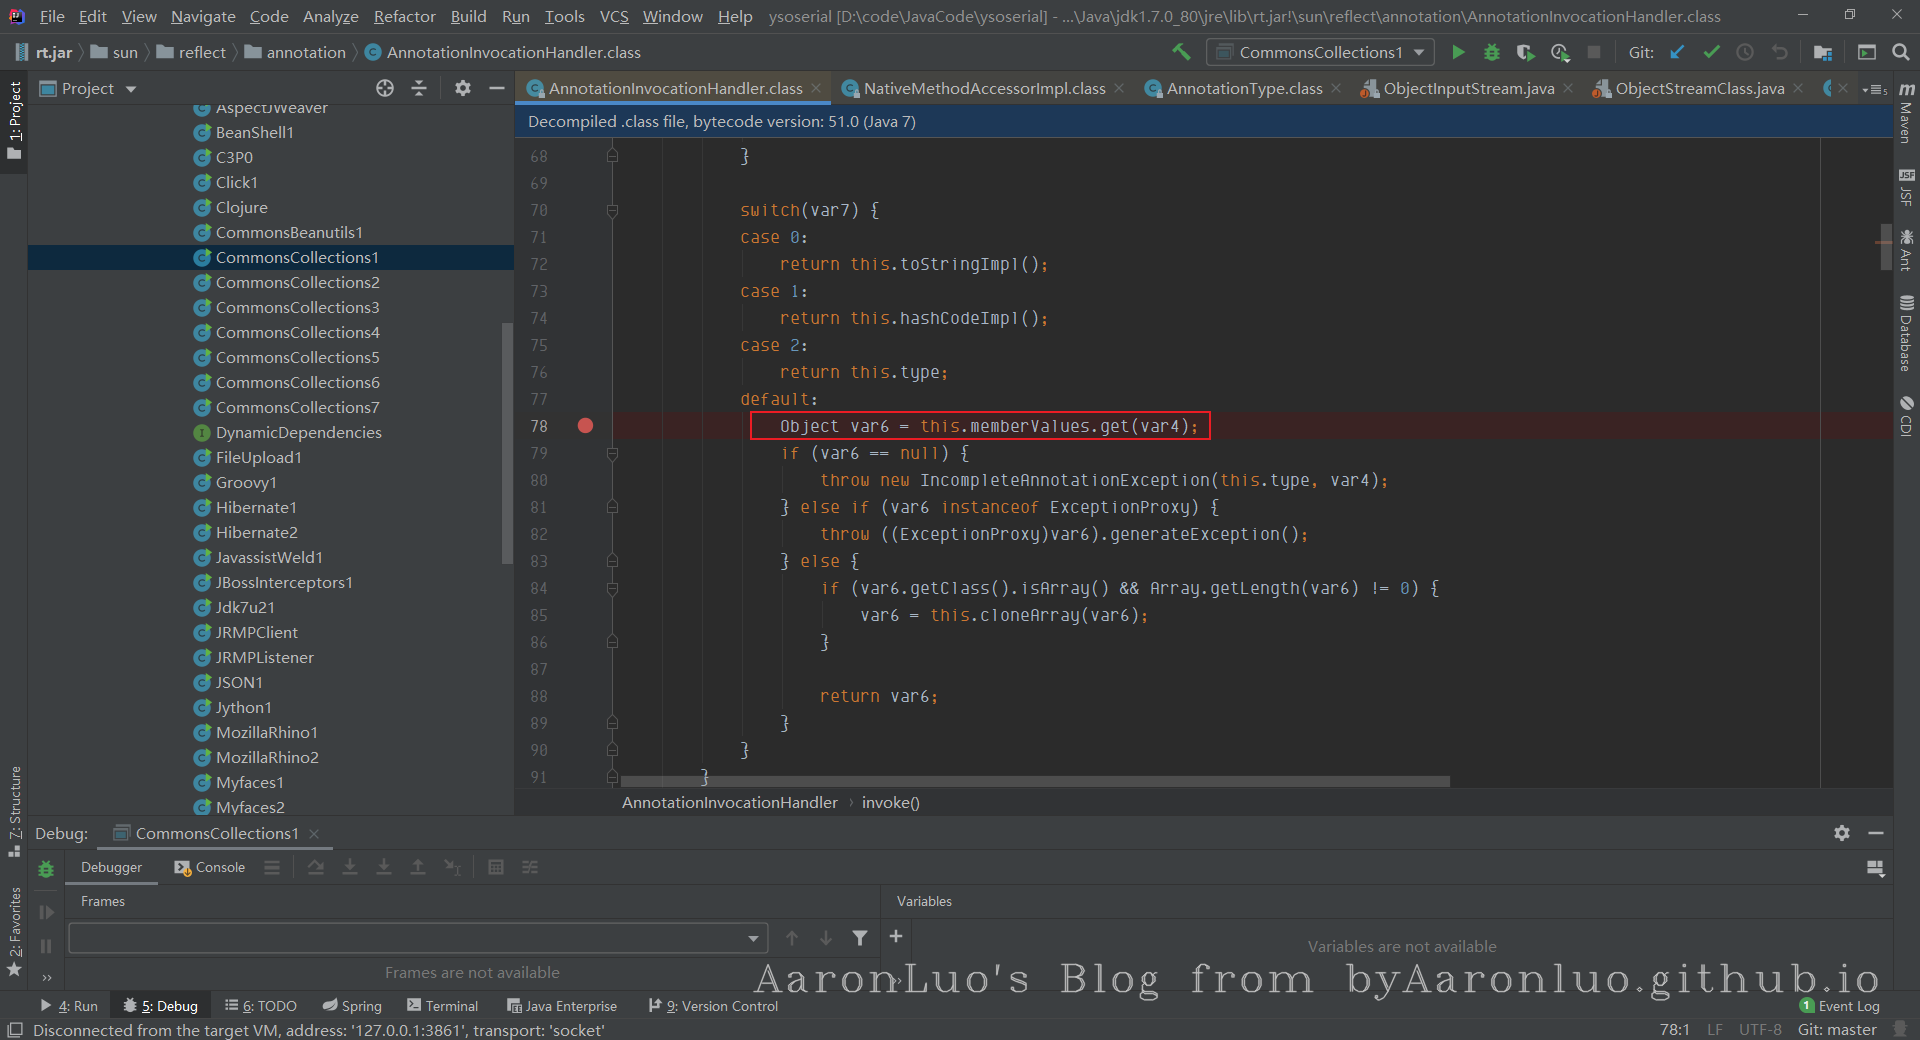 File Edit View Navigate Code Analyze Refactor Build Run Tools VCS Window Help ysoserial [D:\code\JavaCode\ysoserial] - ...\Java\jdk1.7.0_80\jre\lib\rt.jar!\sun\reflect\annotation\AnnotationInvocationHandler.class
rt.jar sun reflect annotation AnnotationInvocationHandler.class CommonsCollections1 Git:
1: Project
Project
AnnotationInvocationHandler.class NativeMethodAccessorImpl.class AnnotationType.class ObjectInputStream.java ObjectStreamClass.java
Decompiled .class file, bytecode version: 51.0 (Java 7)
AspectJWeaver
BeanShell1
C3P0
Click1
Clojure
CommonsBeanutils1
CommonsCollections1
CommonsCollections2
CommonsCollections3
CommonsCollections4
CommonsCollections5
CommonsCollections6
CommonsCollections7
DynamicDependencies
FileUpload1
Groovy1
Hibernate1
Hibernate2
JavassistWeld1
JBossInterceptors1
Jdk7u21
JRMPClient
JRMPListener
JSON1
Jython1
MozillaRhino1
MozillaRhino2
Myfaces1
Myfaces2
68 }
69
70 switch(var7) {
71 case 0:
72 return this.toStringImpl();
73 case 1:
74 return this.hashCodeImpl();
75 case 2:
76 return this.type;
77 default:
78 Object var6 = this.memberValues.get(var4);
79 if (var6 == null) {
80 throw new IncompleteAnnotationException(this.type, var4);
81 } else if (var6 instanceof ExceptionProxy) {
82 throw ((ExceptionProxy)var6).generateException();
83 } else {
84 if (var6.getClass().isArray() && Array.getLength(var6) != 0) {
85 var6 = this.cloneArray(var6);
86 }
87
88 return var6;
89 }
90 }
91 }
AnnotationInvocationHandler › invoke()
Maven
JSF
Ant
Database
CDI
7: Structure
2: Favorites
Debug: CommonsCollections1
Debugger Console
Frames Variables
Variables are not available
Frames are not available
AaronLuo's Blog from byAaronluo.github.io
4: Run 5: Debug 6: TODO Spring Terminal Java Enterprise 9: Version Control 1 Event Log
Disconnected from the target VM, address: '127.0.0.1:3861', transport: 'socket' 78:1 LF UTF-8 Git: master